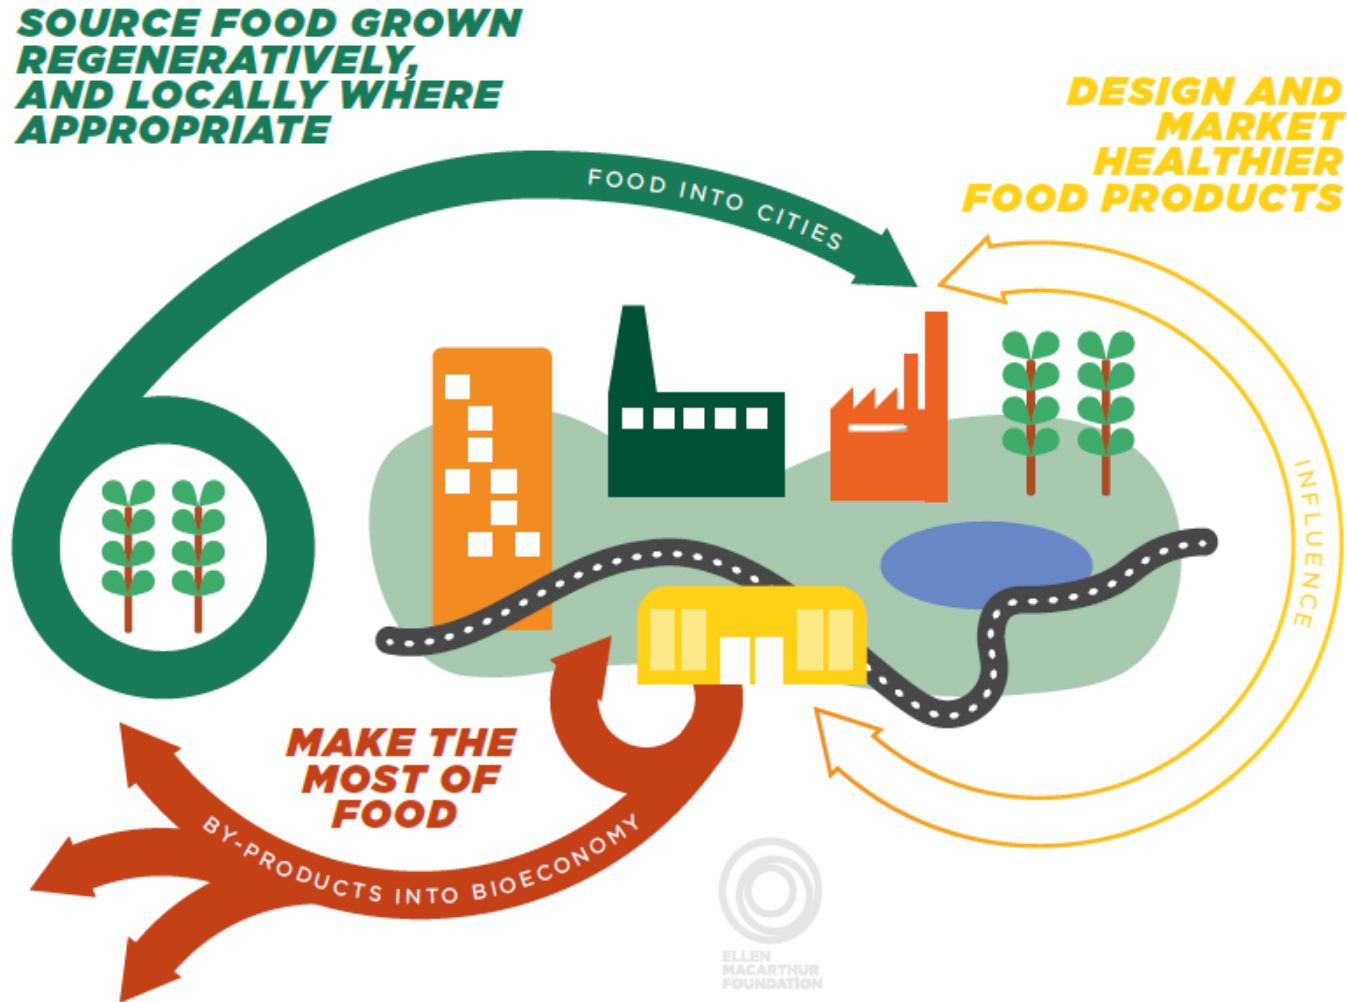 SOURCE FOOD GROWN
REGENERATIVELY,
AND LOCALLY WHERE
APPROPRIATE
DESIGN AND
MARKET
HEALTHIER
FOOD PRODUCTS
FOOD INTO CITIES
INFLUENCE
MAKE THE
MOST OF
FOOD
BY-PRODUCTS INTO BIOECONOMY
ELLEN
MACARTHUR
FOUNDATION